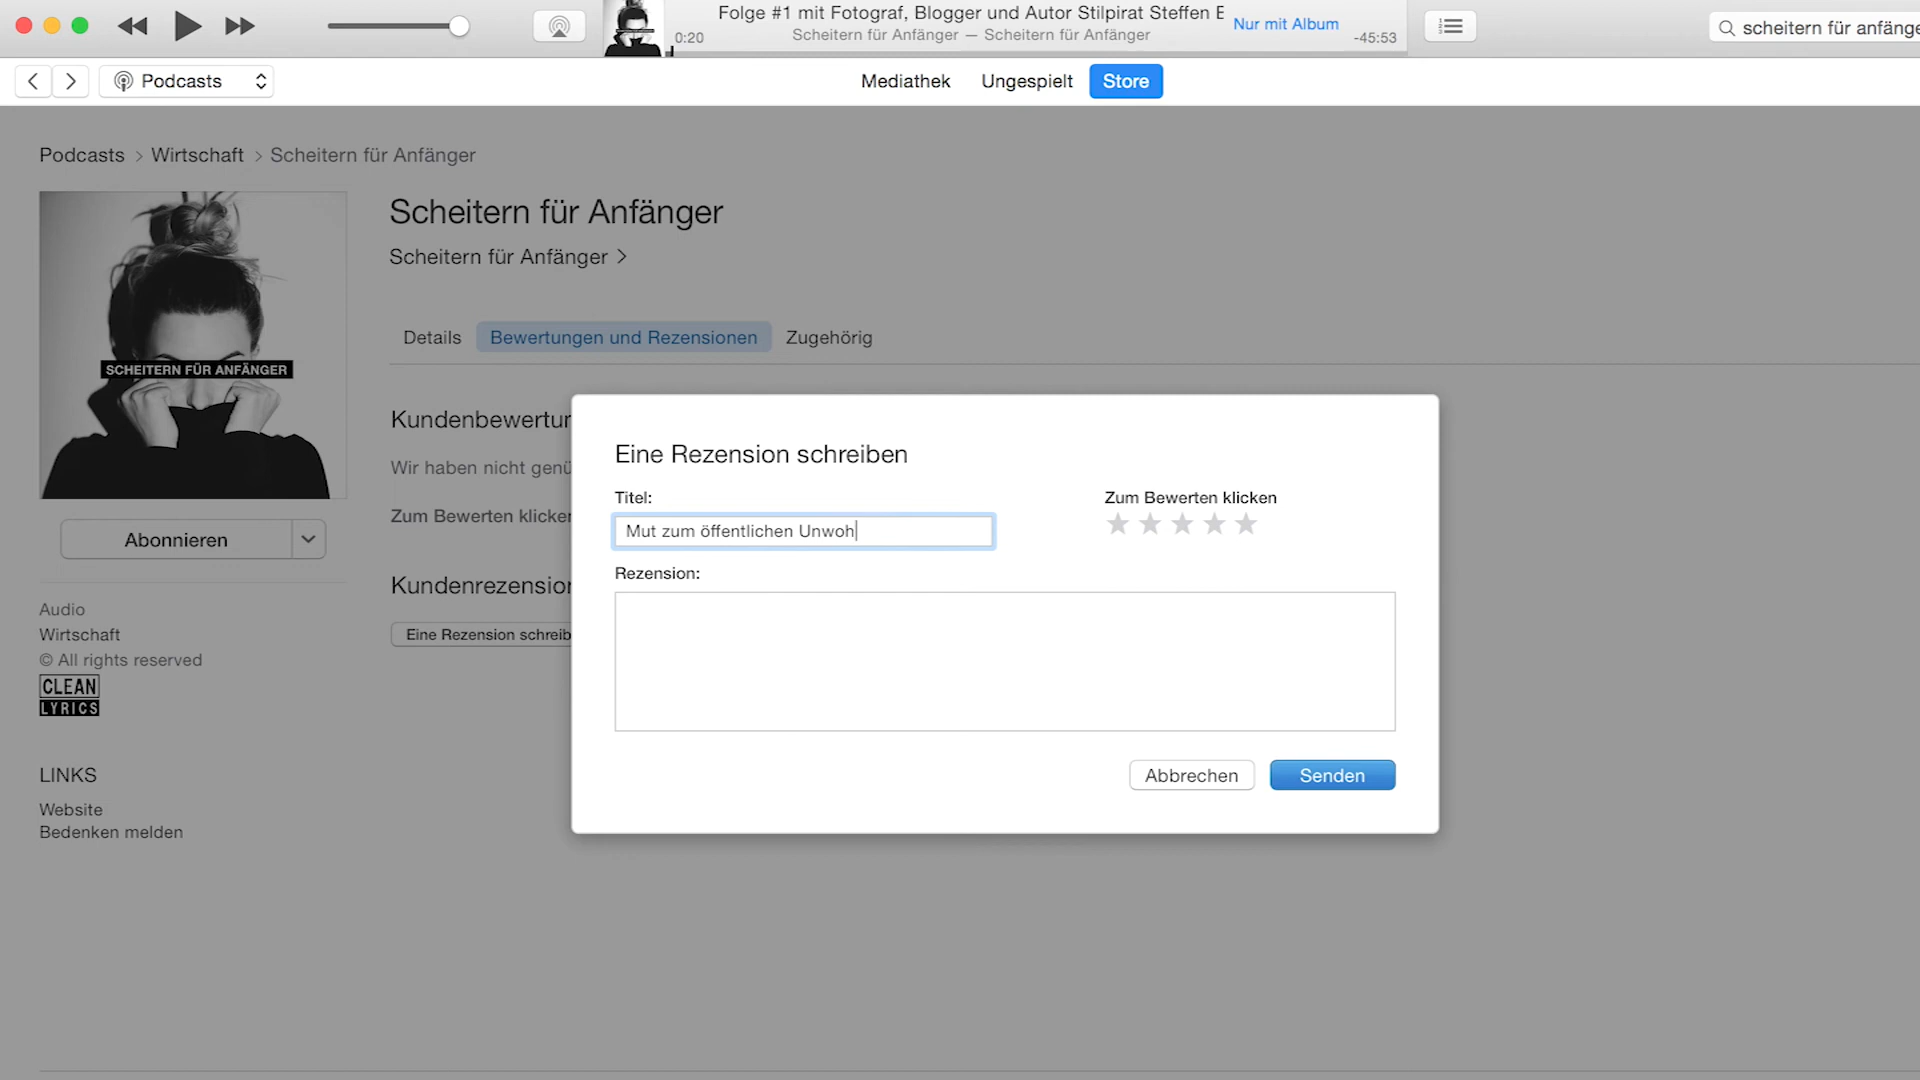 Folge #1 mit Fotograf, Blogger und Autor Stilpirat Steffen
Scheitern für Anfänger — Scheitern für Anfänger
0:20
Nur mit Album
-45:53
scheitern für anfänge
Podcasts
Mediathek
Ungespielt
Store
Podcasts > Wirtschaft > Scheitern für Anfänger
Scheitern für Anfänger
Scheitern für Anfänger >
Details
Bewertungen und Rezensionen
Zugehörig
SCHEITERN FÜR ANFÄNGER
Abonnieren
Audio
Wirtschaft
© All rights reserved
CLEAN
LYRICS
LINKS
Website
Bedenken melden
Kundenbewertu
Wir haben nicht genü
Zum Bewerten klicke
Kundenrezensio
Eine Rezension schreib
Eine Rezension schreiben
Titel:
Mut zum öffentlichen Unwoh
Zum Bewerten klicken
Rezension:
Abbrechen
Senden